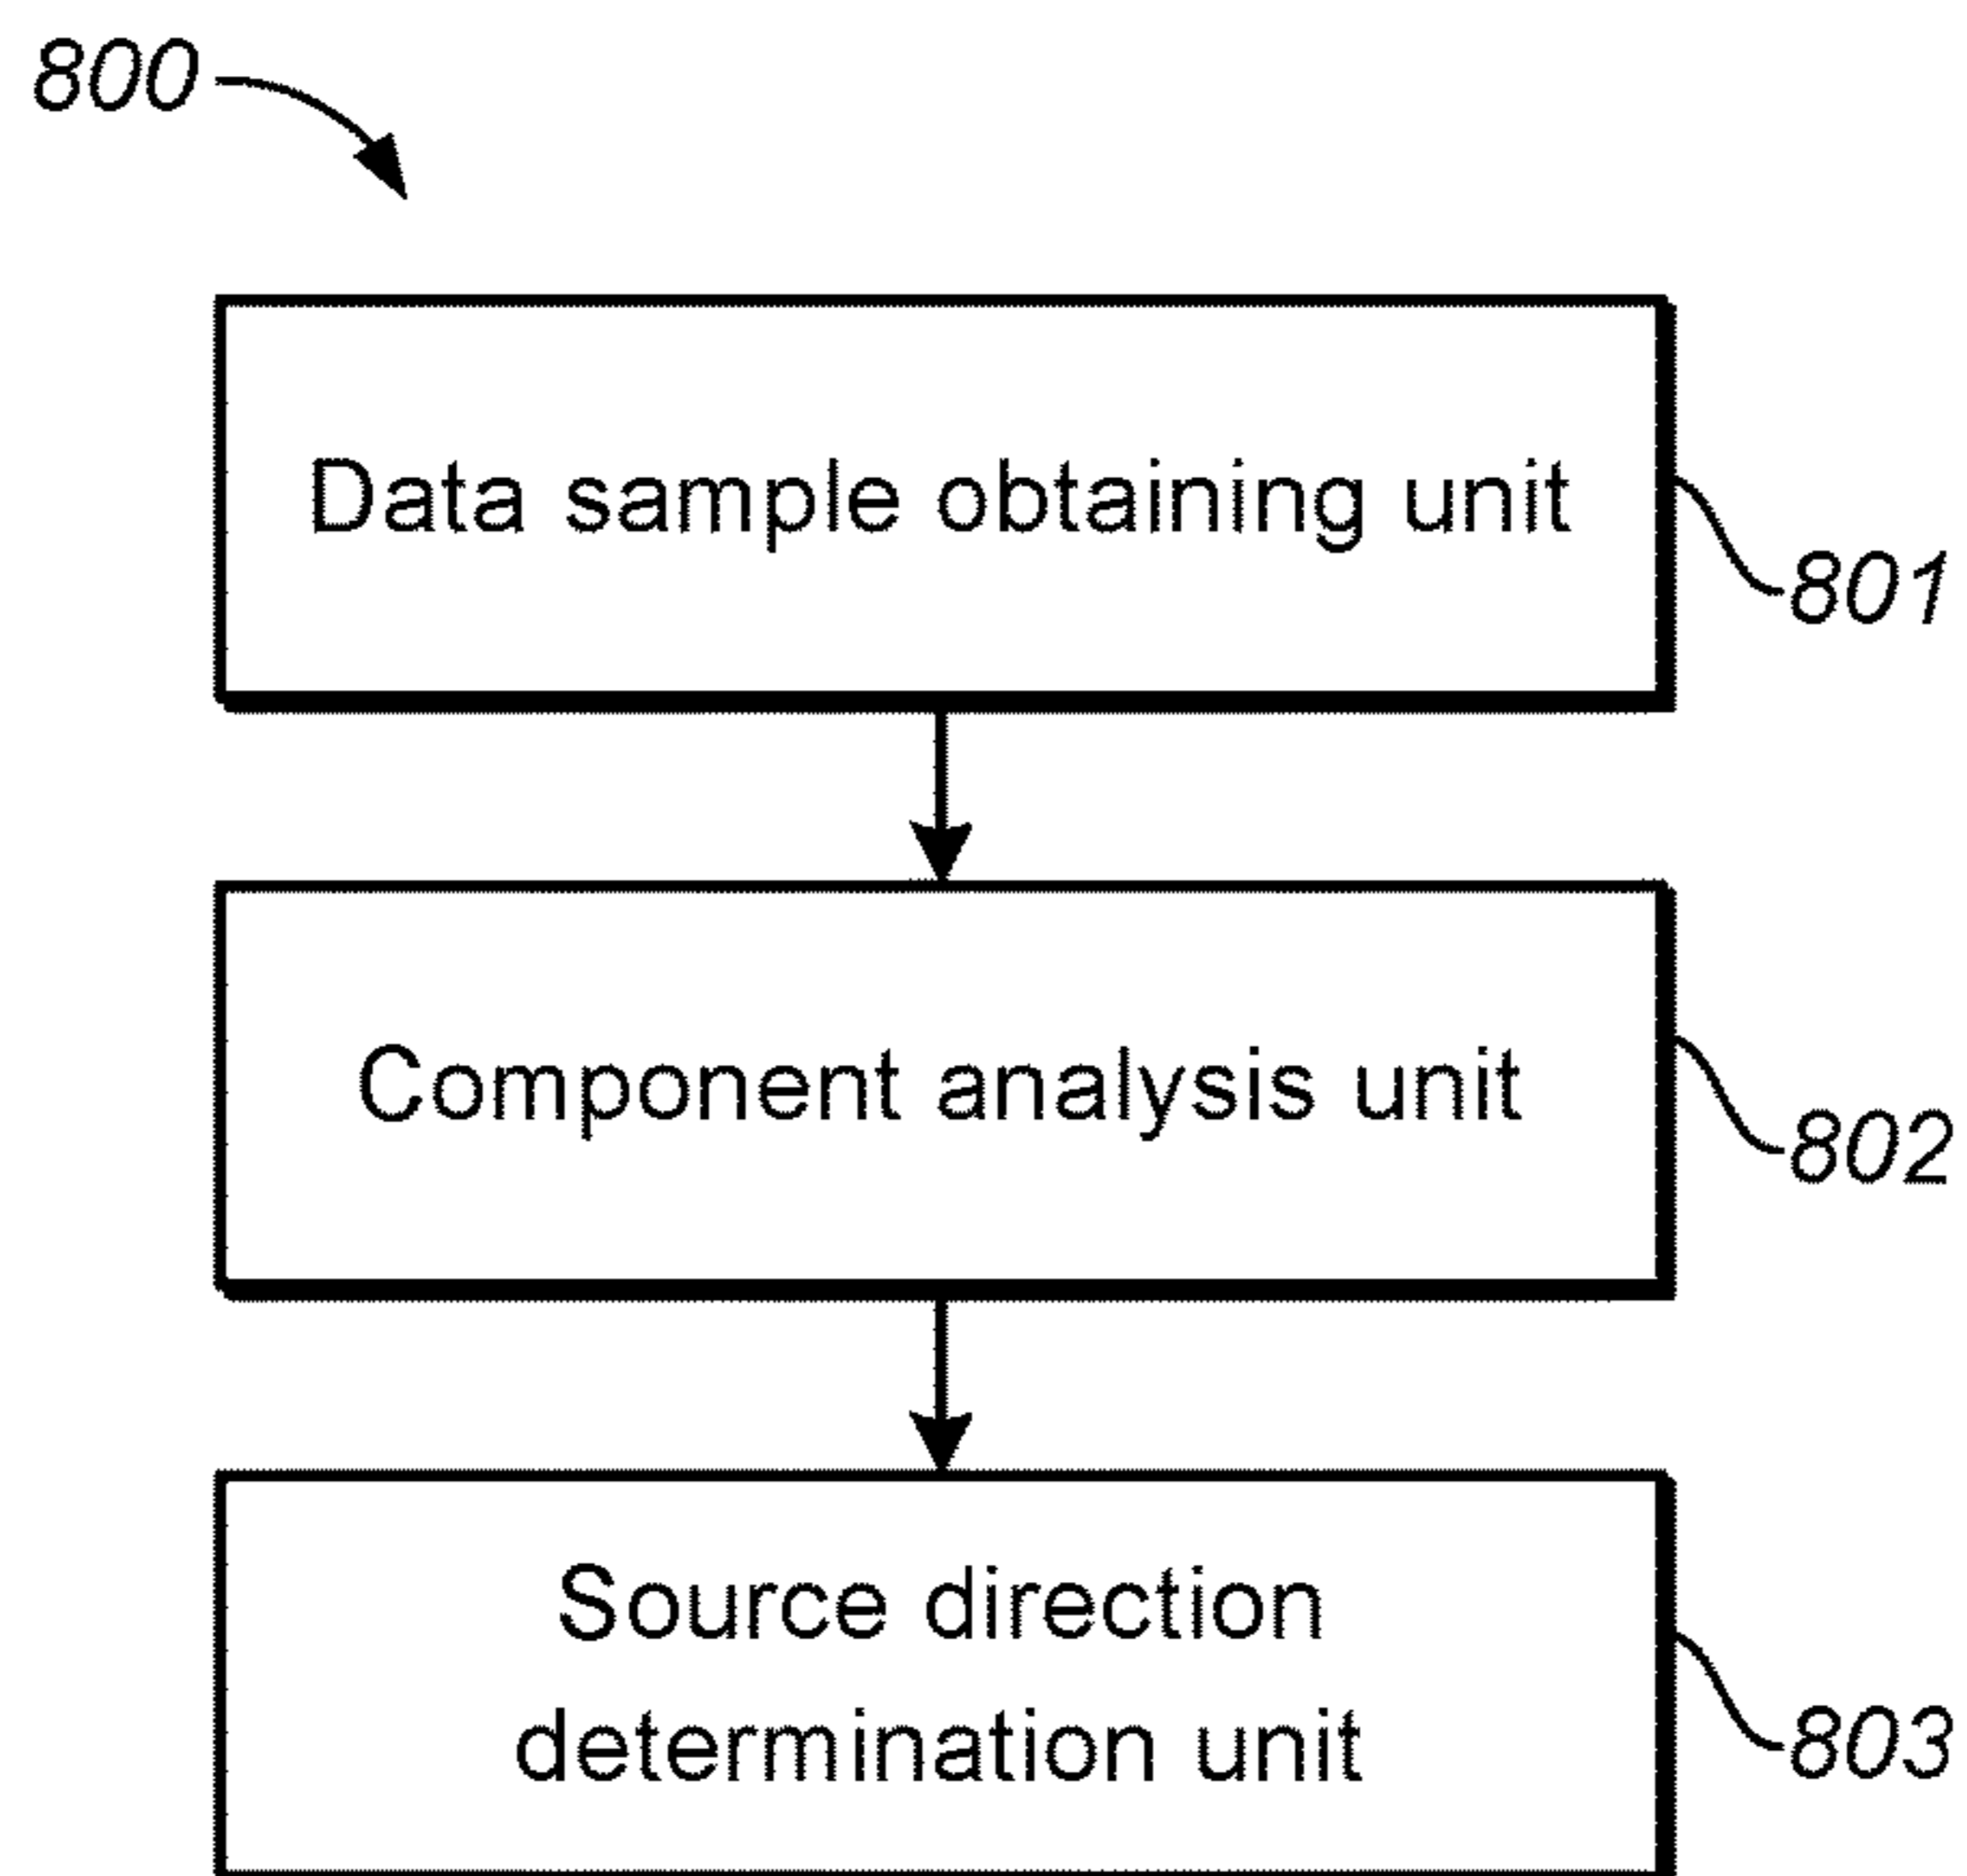 800
Data sample obtaining unit
801
Component analysis unit
802
Source direction
determination unit
803